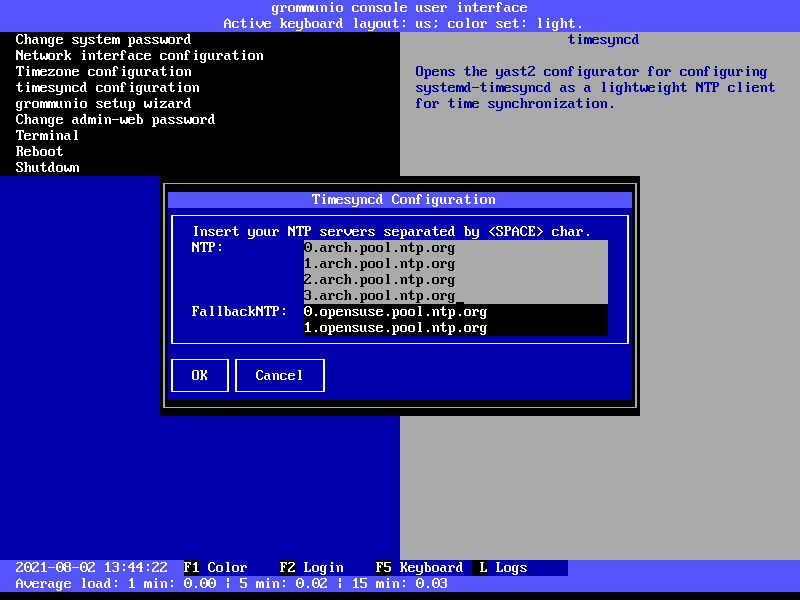 grommunio console user interface
Active keyboard layout: us; color set: light.
Change system password
Network interface configuration
Timezone configuration
timesyncd configuration
grommunio setup wizard
Change admin-web password
Terminal
Reboot
Shutdown
timesyncd
Opens the yast2 configurator for configuring
systemd-timesyncd as a lightweight NTP client
for time synchronization.
Timesyncd Configuration
Insert your NTP servers separated by <SPACE> char.
NTP: 0.arch.pool.ntp.org
1.arch.pool.ntp.org
2.arch.pool.ntp.org
3.arch.pool.ntp.org_
FallbackNTP: 0.opensuse.pool.ntp.org
1.opensuse.pool.ntp.org
OK Cancel
2021-08-02 13:44:22 F1 Color F2 Login F5 Keyboard L Logs
Average load: 1 min: 0.00 | 5 min: 0.02 | 15 min: 0.03